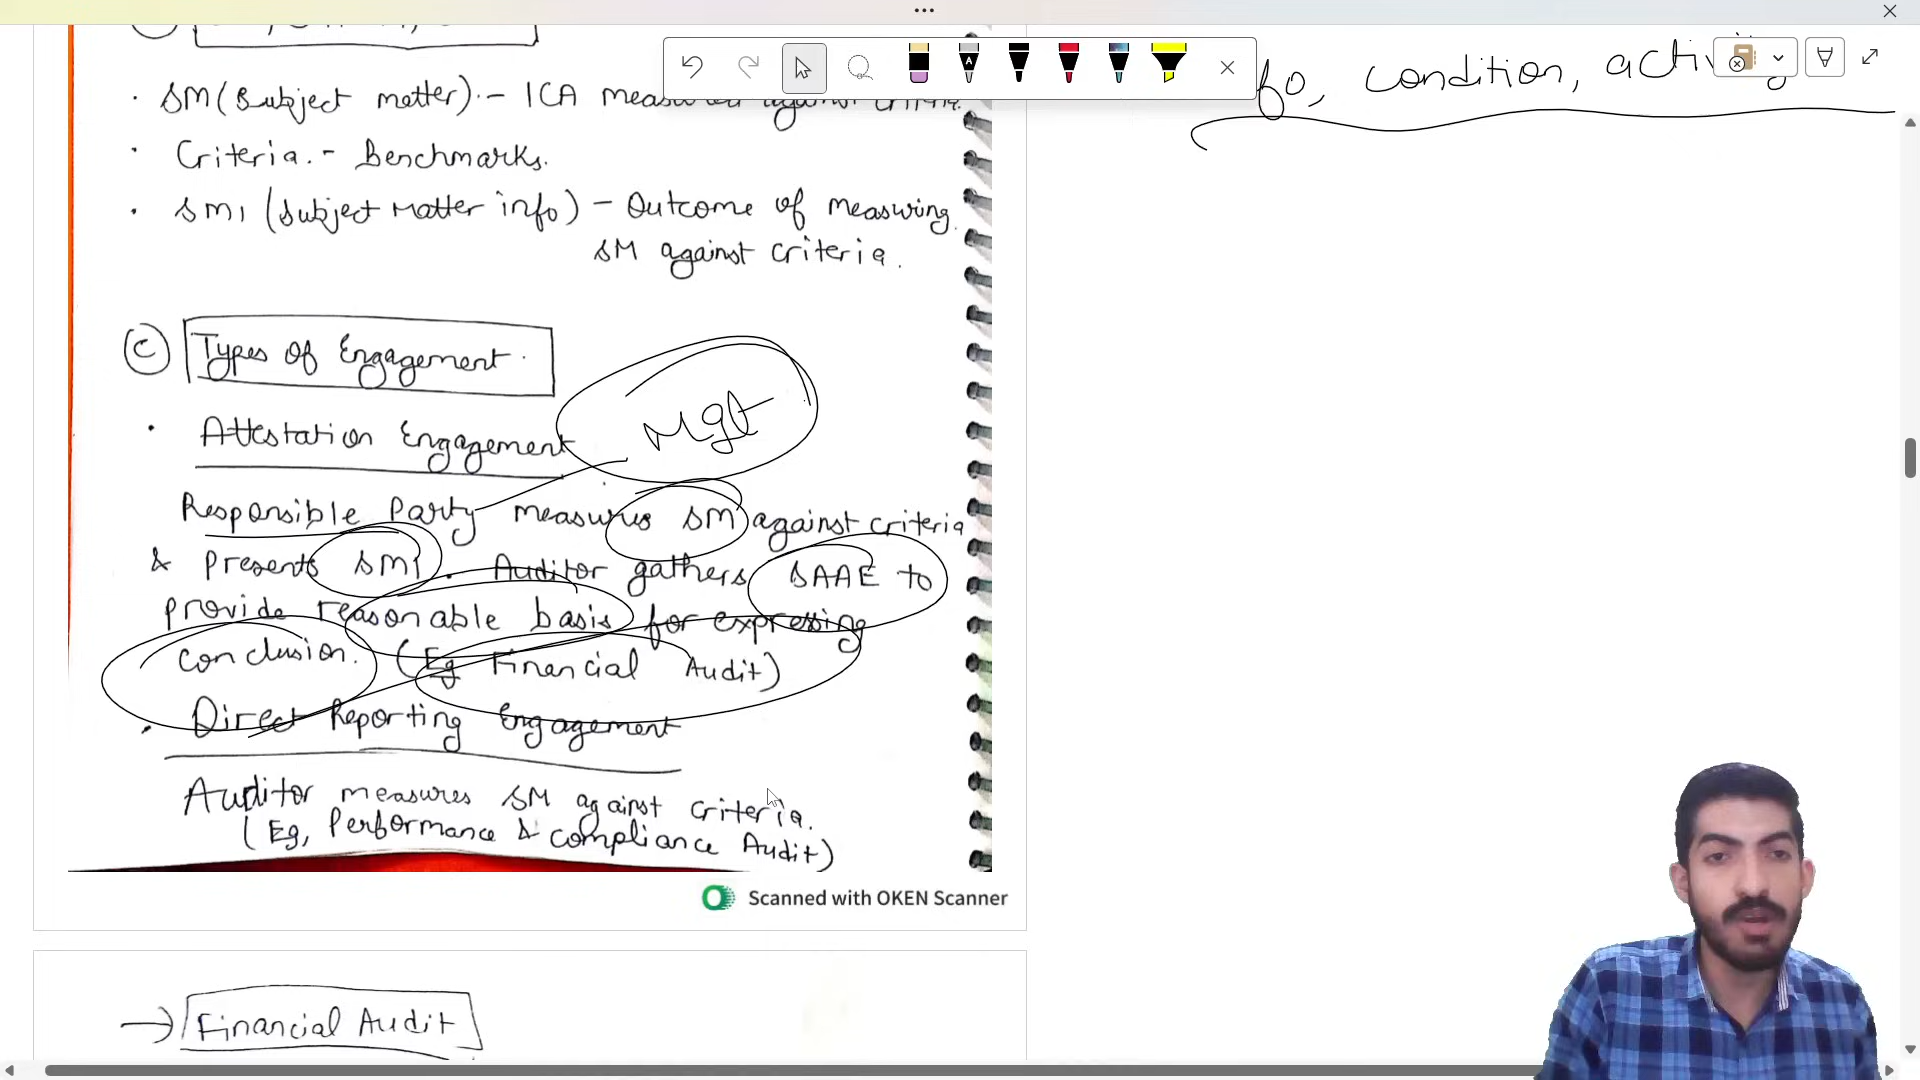 fo, condition, activi
· SM (Subject matter) - ICA measured against criteria.
· Criteria. - Benchmarks.
· SMI (Subject Matter info) - Outcome of measuring
SM against criteria.
C Types of Engagement.
· Attestation Engagement
Mgt
Responsible Party measures SM against criteria
& Presents SMI. Auditor gathers SAAE to
provide reasonable basis for expressing
conclusion. (Eg Financial Audit)
· Direct Reporting Engagement
Auditor measures SM against criteria.
(Eg, Performance & compliance Audit)
Scanned with OKEN Scanner
→ Financial Audit